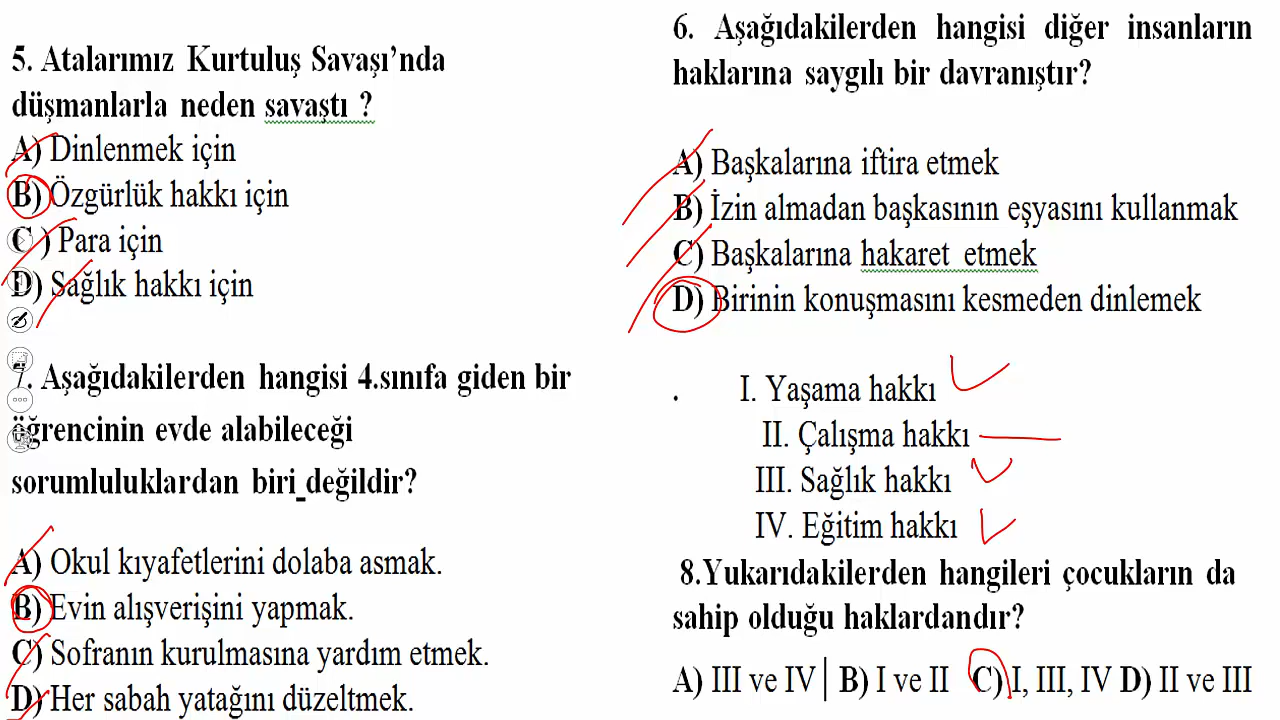 5. Atalarımız Kurtuluş Savaşı’nda
düşmanlarla neden savaştı ?
A) Dinlenmek için
B) Özgürlük hakkı için
C ) Para için
D) Sağlık hakkı için
7. Aşağıdakilerden hangisi 4.sınıfa giden bir
öğrencinin evde alabileceği
sorumluluklardan biri değildir?
A) Okul kıyafetlerini dolaba asmak.
B) Evin alışverişini yapmak.
C) Sofranın kurulmasına yardım etmek.
D) Her sabah yatağını düzeltmek.
6. Aşağıdakilerden hangisi diğer insanların
haklarına saygılı bir davranıştır?
A) Başkalarına iftira etmek
B) İzin almadan başkasının eşyasını kullanmak
C) Başkalarına hakaret etmek
D) Birinin konuşmasını kesmeden dinlemek
. I. Yaşama hakkı
II. Çalışma hakkı
III. Sağlık hakkı
IV. Eğitim hakkı
8.Yukarıdakilerden hangileri çocukların da
sahip olduğu haklardandır?
A) III ve IV B) I ve II C) I, III, IV D) II ve III